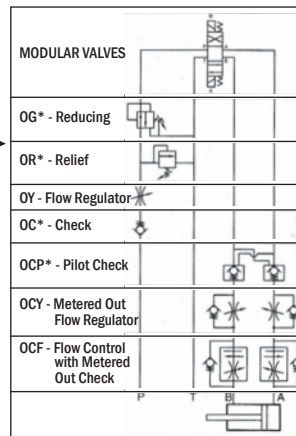 MODULAR VALVES
OG* - Reducing
OR* - Relief
OY - Flow Regulator
OC* - Check
OCP* - Pilot Check
OCY - Metered Out
Flow Regulator
OCF - Flow Control
with Metered
Out Check
P T B A